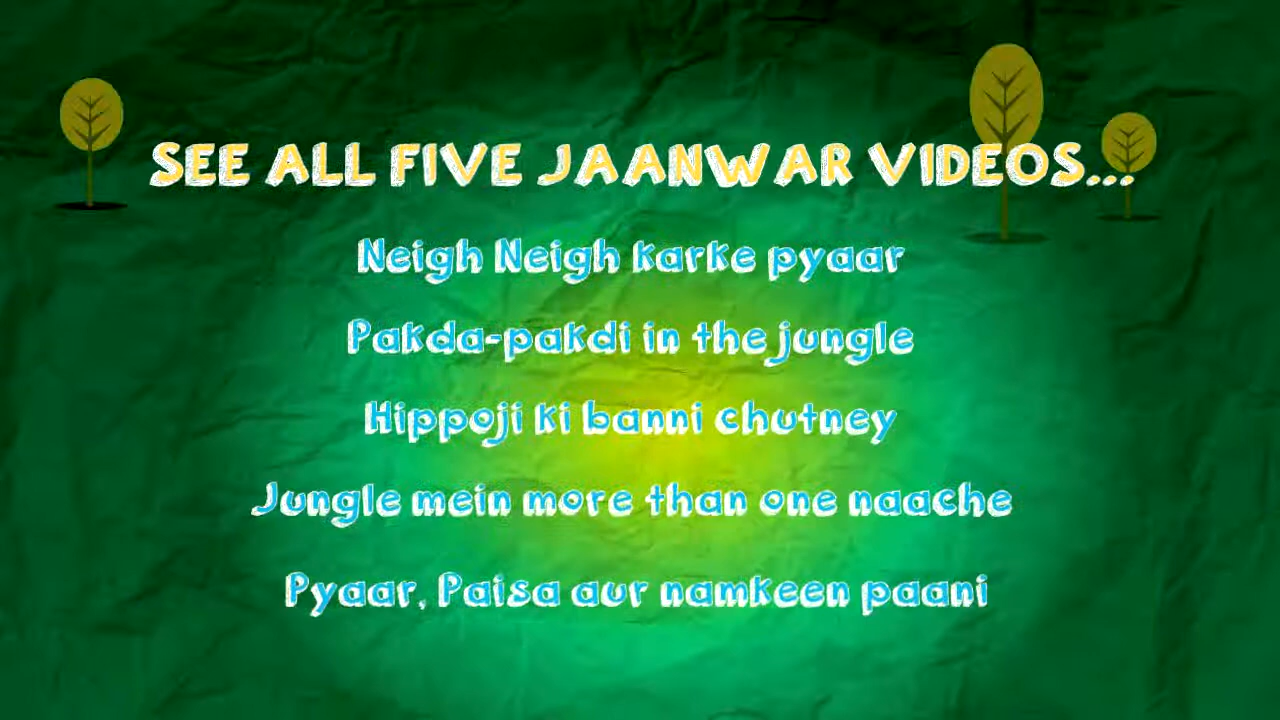 SEE ALL FIVE JAANWAR VIDEOS...
Neigh Neigh karke pyaar
Pakda-pakdi in the jungle
Hippoji ki banni chutney
Jungle mein more than one naache
Pyaar, Paisa aur namkeen paani